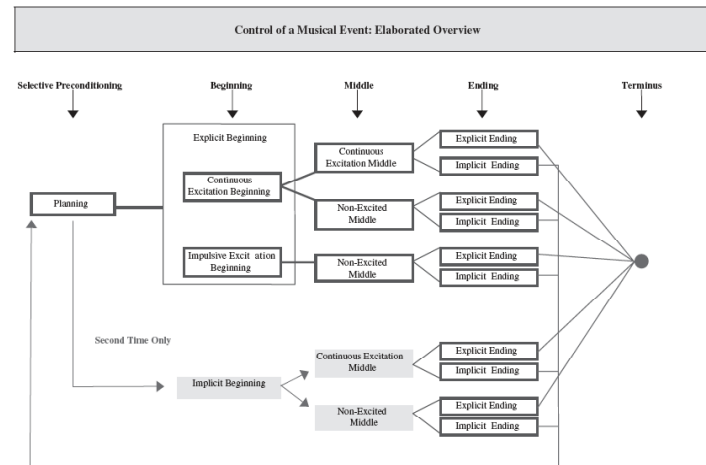 Control of a Musical Event: Elaborated Overview
Selective Preconditioning
Beginning
Middle
Ending
Terminus
Explicit Beginning
Continuous
Excitation Middle
Explicit Ending
Implicit Ending
Planning
Continuous
Excitation Beginning
Non-Excited
Middle
Explicit Ending
Implicit Ending
Impulsive Excit ation
Beginning
Non-Excited
Middle
Explicit Ending
Implicit Ending
Second Time Only
Implicit Beginning
Continuous Excitation
Middle
Explicit Ending
Implicit Ending
Non-Excited
Middle
Explicit Ending
Implicit Ending